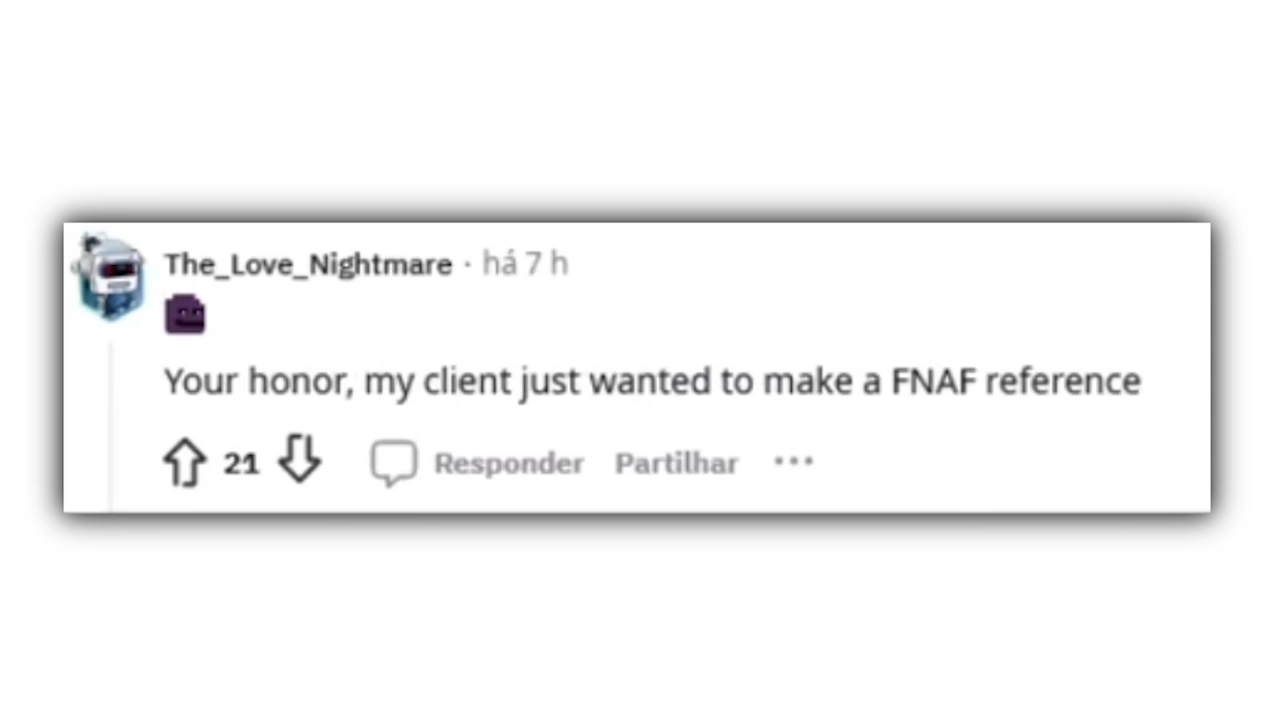 The_Love_Nightmare · há 7 h
Your honor, my client just wanted to make a FNAF reference
21 Responder Partilhar ...